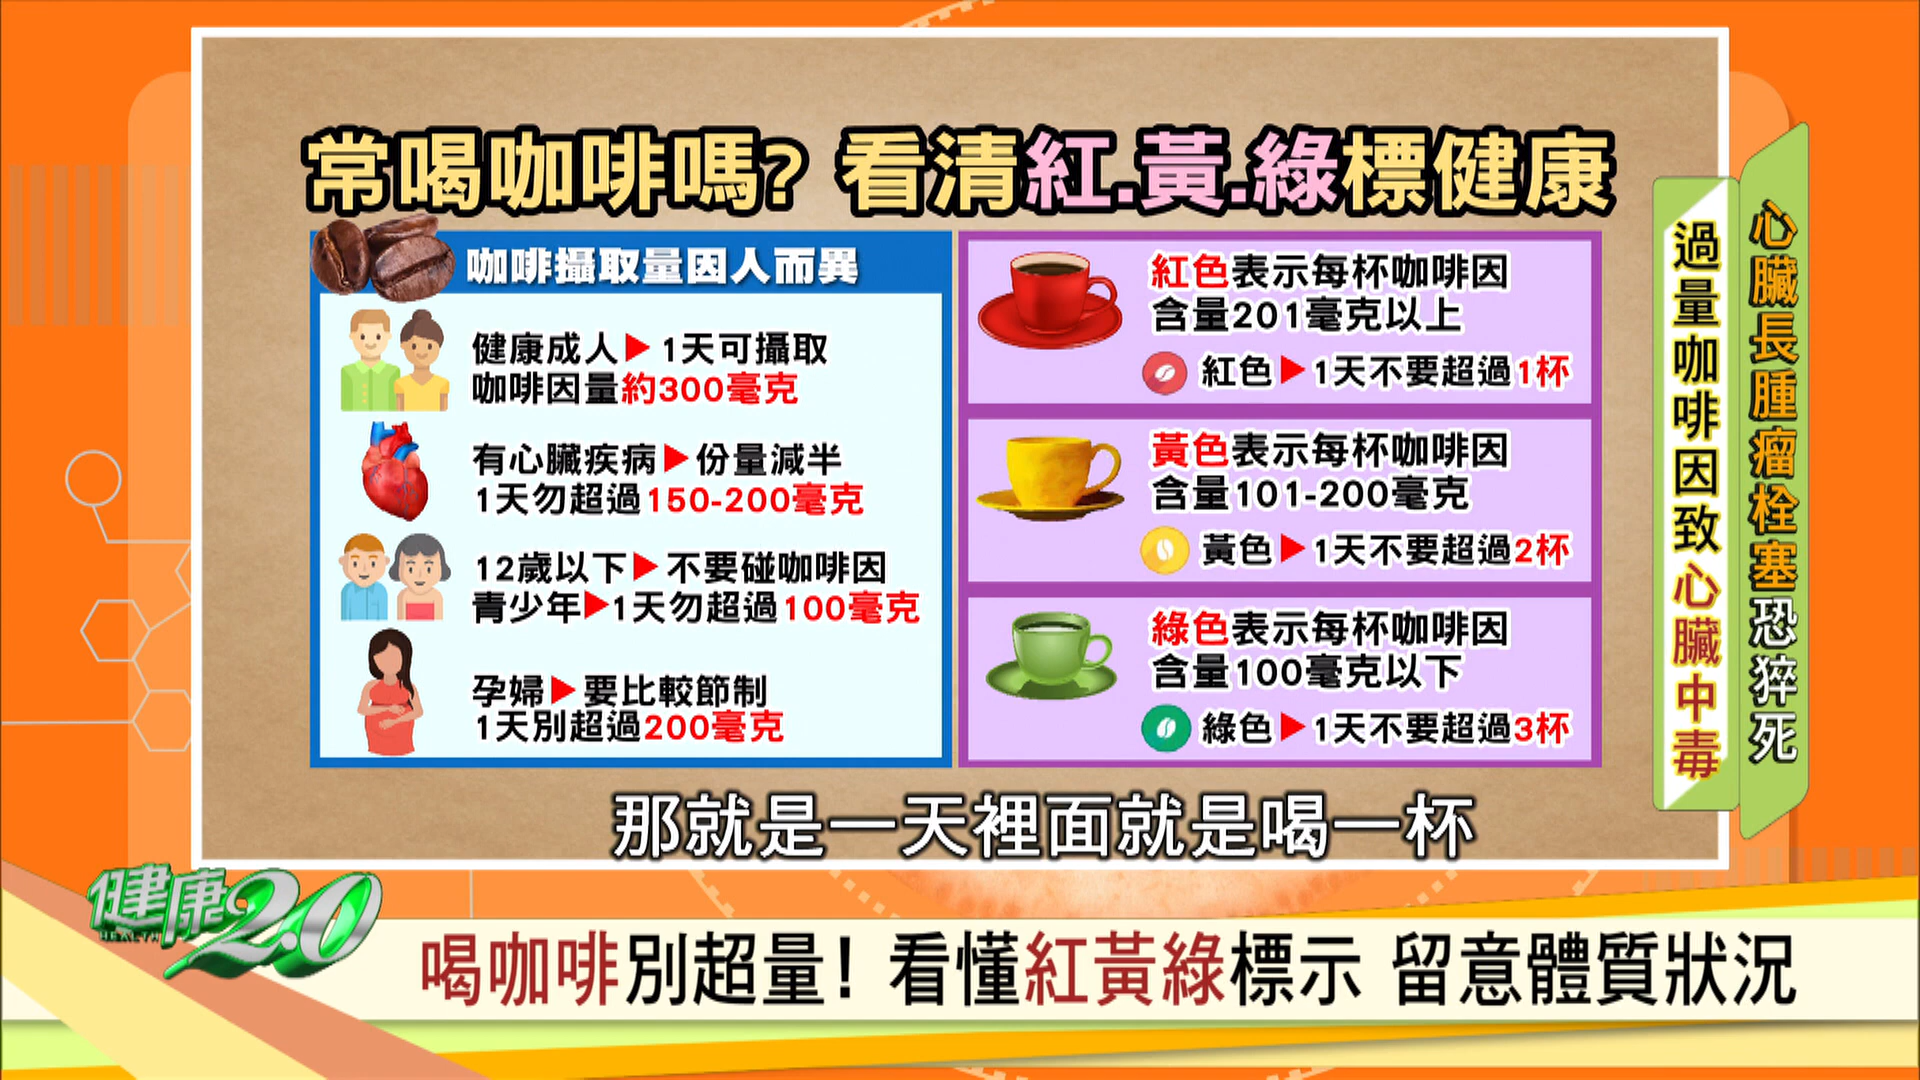 常喝咖啡嗎? 看清紅.黃.綠標健康
咖啡攝取量因人而異
健康成人▶1天可攝取
咖啡因量約300毫克
有心臟疾病▶份量減半
1天勿超過150-200毫克
12歲以下▶不要碰咖啡因
青少年▶1天勿超過100毫克
孕婦▶要比較節制
1天別超過200毫克
紅色表示每杯咖啡因
含量201毫克以上
紅色▶1天不要超過1杯
黃色表示每杯咖啡因
含量101-200毫克
黃色▶1天不要超過2杯
綠色表示每杯咖啡因
含量100毫克以下
綠色▶1天不要超過3杯
心臟長腫瘤栓塞恐猝死
過量咖啡因致心臟中毒
那就是一天裡面就是喝一杯
健康2.0
HEALTH
喝咖啡別超量! 看懂紅黃綠標示 留意體質狀況